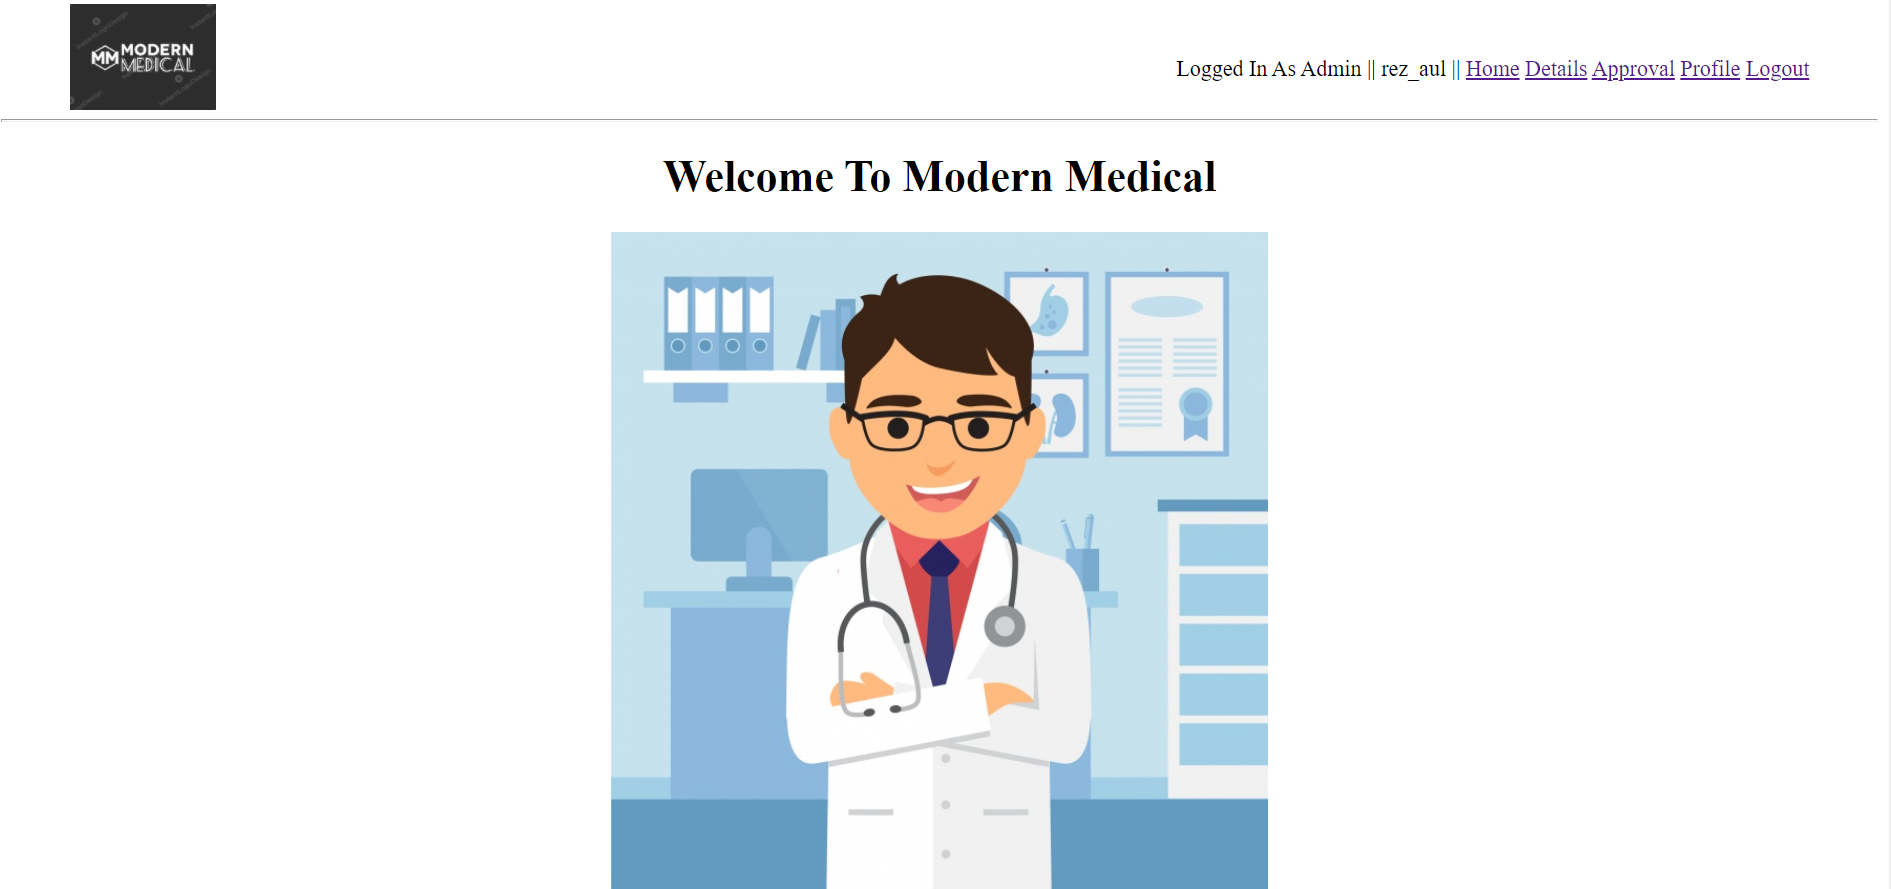 MM MODERN
MEDICAL
Logged In As Admin || rez_aul || Home Details Approval Profile Logout
Welcome To Modern Medical